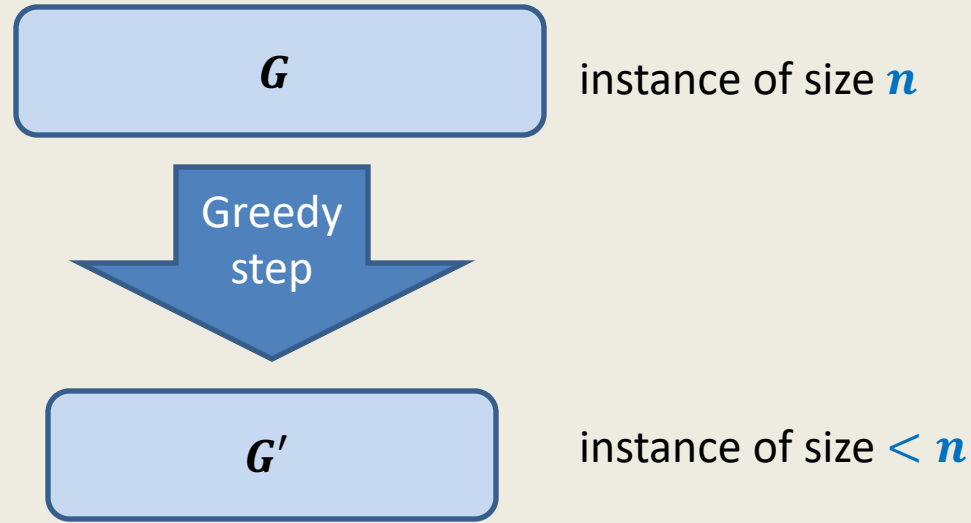 G
instance of size n
Greedy
step
G′
instance of size < n